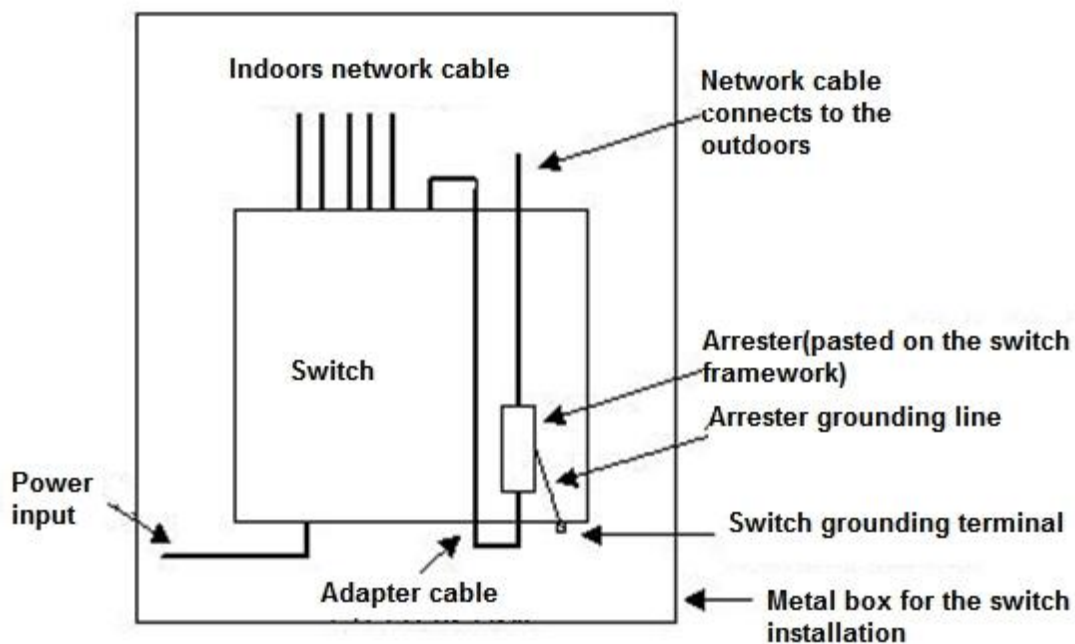 Indoors network cable
Network cable
connects to the
outdoors
Switch
Arrester(pasted on the switch
framework)
Arrester grounding line
Power
input
Switch grounding terminal
Adapter cable
Metal box for the switch
installation